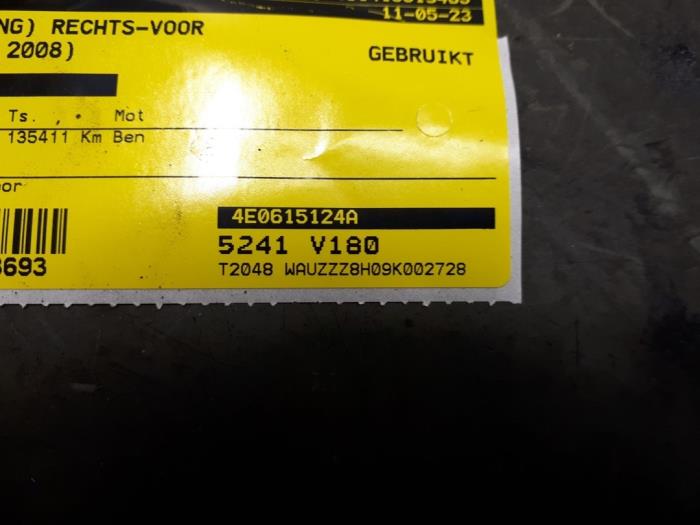 11-05-23
NG) RECHTS-VOOR
2008)
GEBRUIKT
Ts. , • Mot
135411 Km Ben
oor
4E0615124A
693
5241 V180
T2048 WAUZZZ8H09K002728